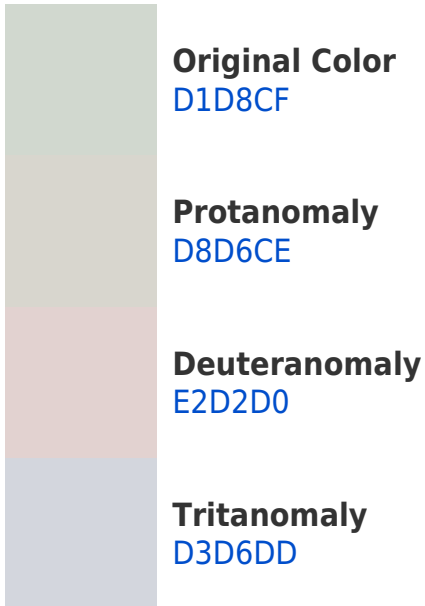 Original Color
D1D8CF
Protanomaly
D8D6CE
Deuteranomaly
E2D2D0
Tritanomaly
D3D6DD